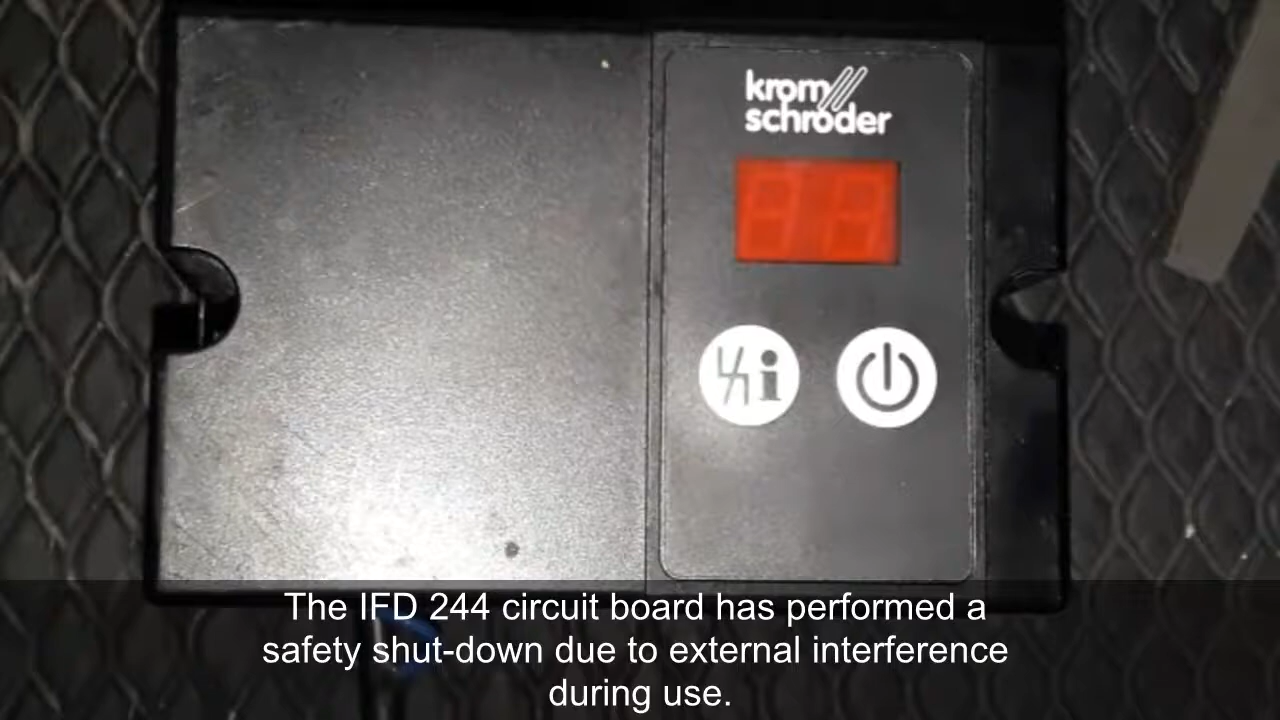 krom
schroder
i
The IFD 244 circuit board has performed a
safety shut-down due to external interference
during use.